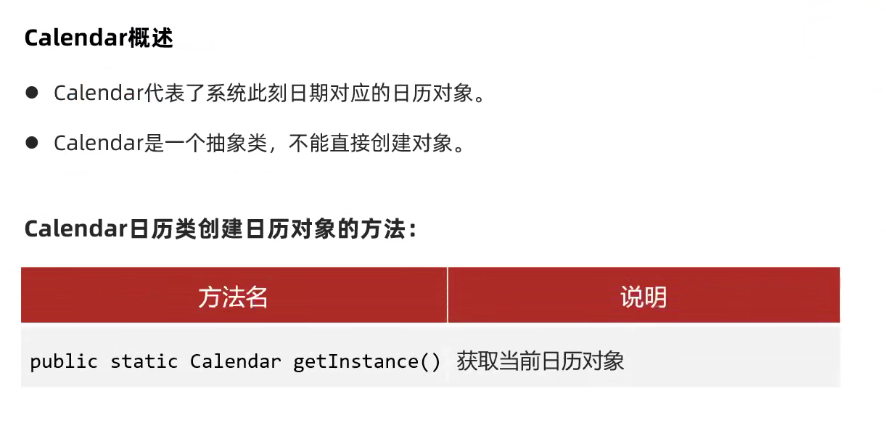 Calendar概述
● Calendar代表了系统此刻日期对应的日历对象。
● Calendar是一个抽象类，不能直接创建对象。
Calendar日历类创建日历对象的方法：
方法名 说明
public static Calendar getInstance() 获取当前日历对象